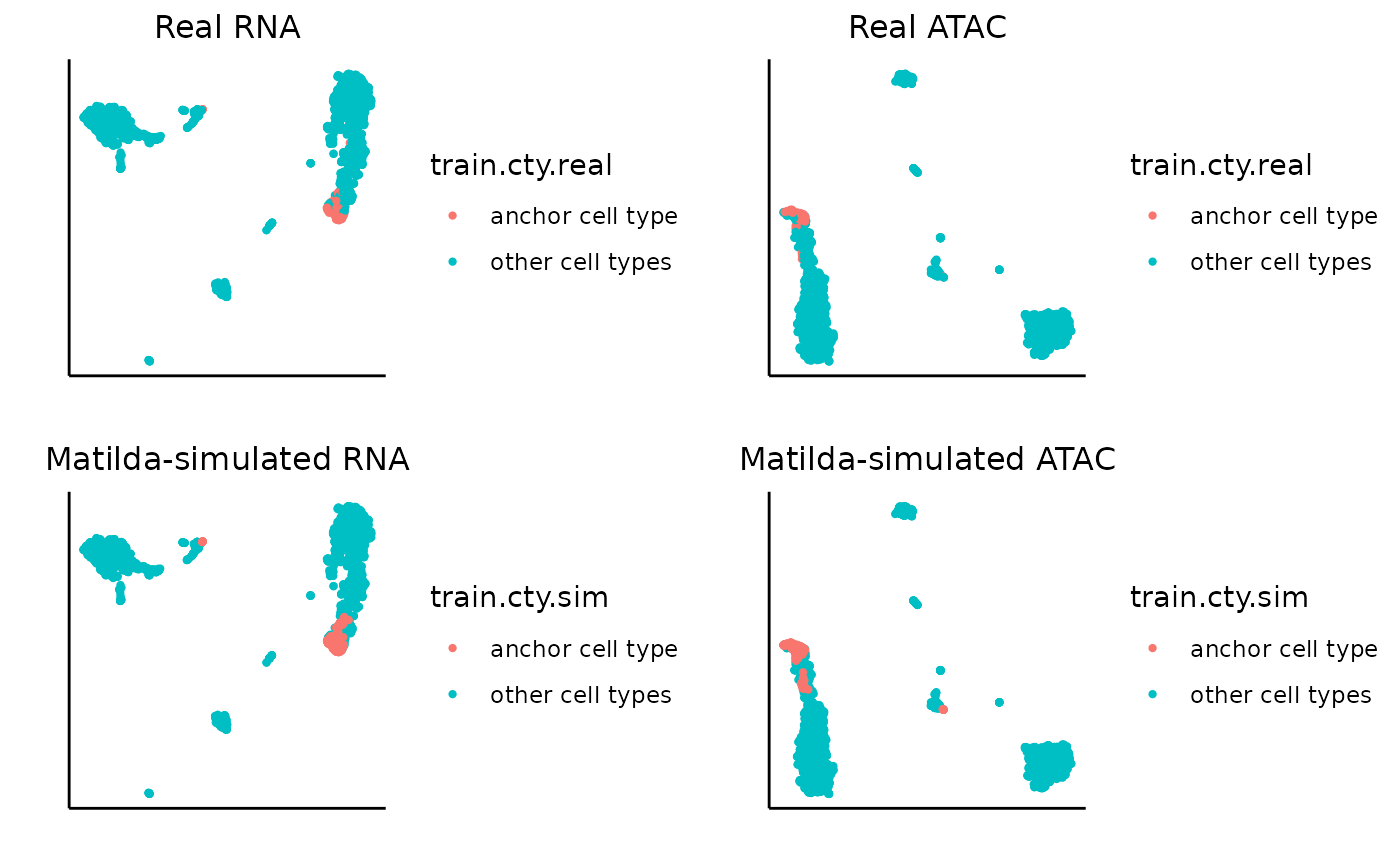 Real RNA
train.cty.real
anchor cell type
other cell types
Real ATAC
train.cty.real
anchor cell type
other cell types
Matilda-simulated RNA
train.cty.sim
anchor cell type
other cell types
Matilda-simulated ATAC
train.cty.sim
anchor cell type
other cell types